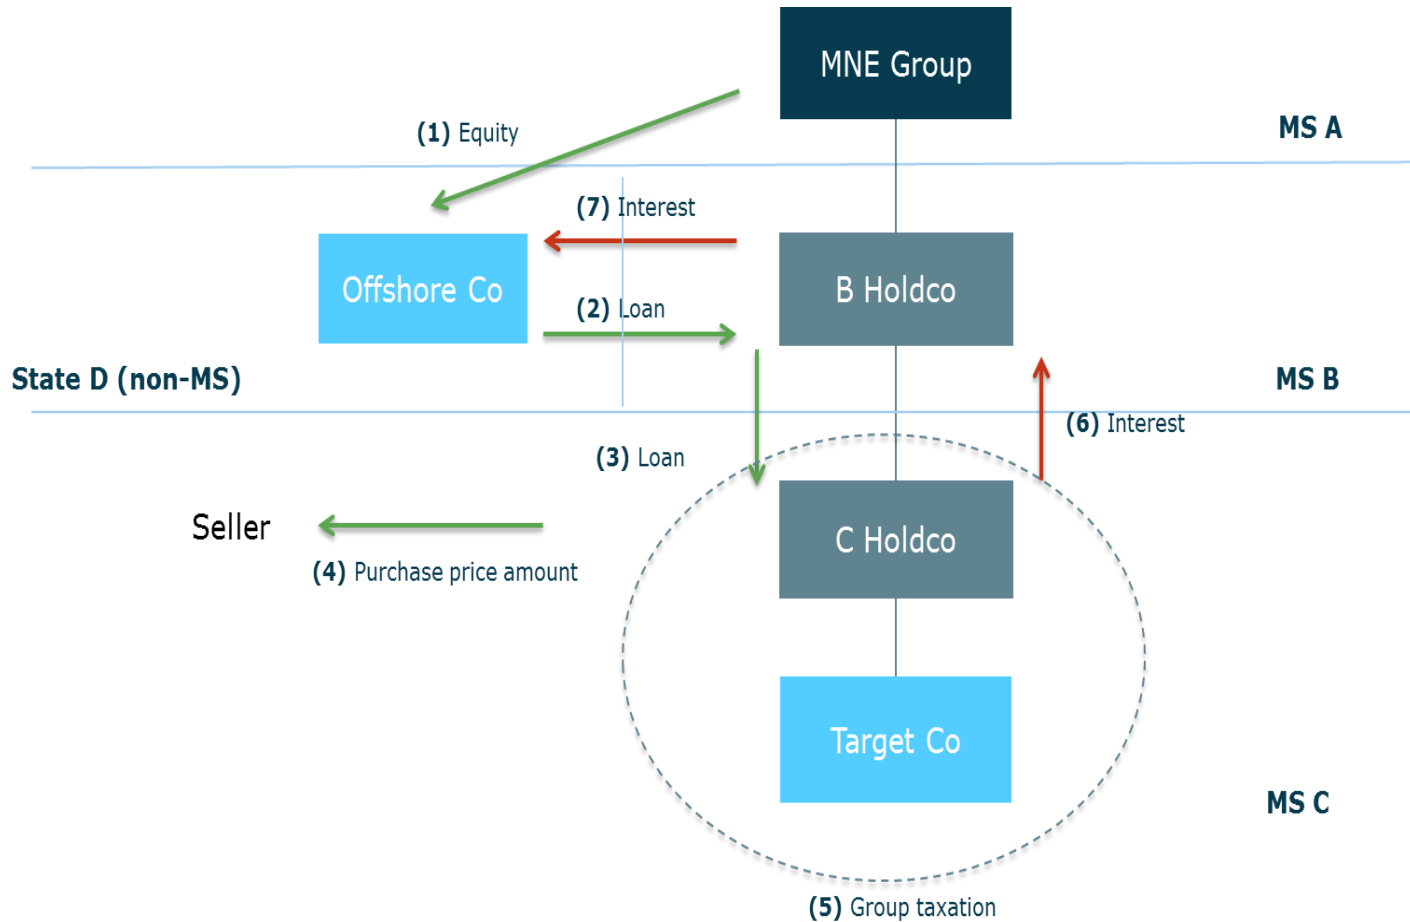 MNE Group
(1) Equity
MS A
(7) Interest
Offshore Co
(2) Loan
B Holdco
State D (non-MS)
MS B
(6) Interest
(3) Loan
Seller
C Holdco
(4) Purchase price amount
Target Co
MS C
(5) Group taxation